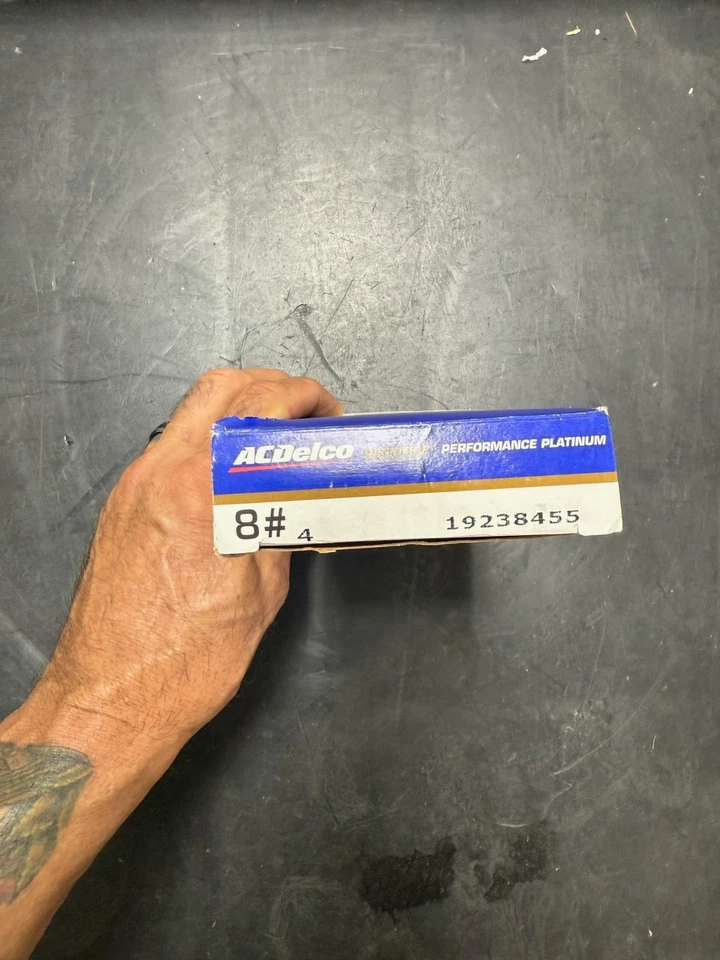 ACDelco PERFORMANCE PLATINUM
8# 4 19238455